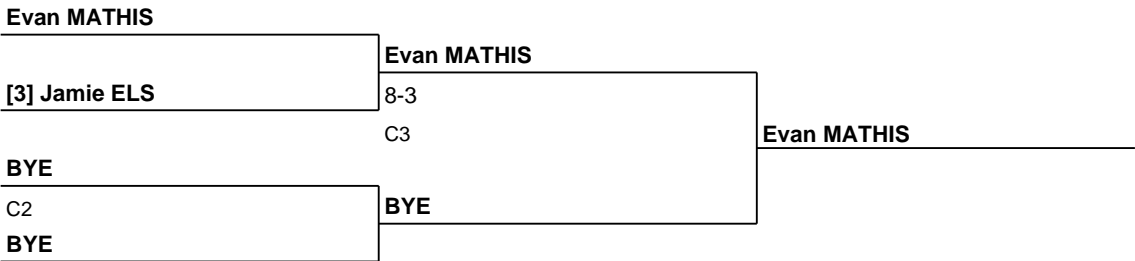 Evan MATHIS
Evan MATHIS
[3] Jamie ELS
8-3
C3
Evan MATHIS
BYE
C2
BYE
BYE